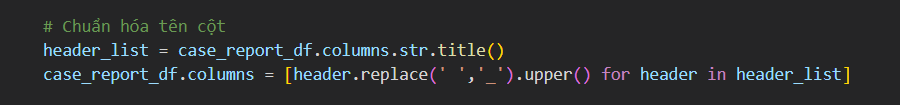 # Chuẩn hóa tên cột
header_list = case_report_df.columns.str.title()
case_report_df.columns = [header.replace(' ','_').upper() for header in header_list]